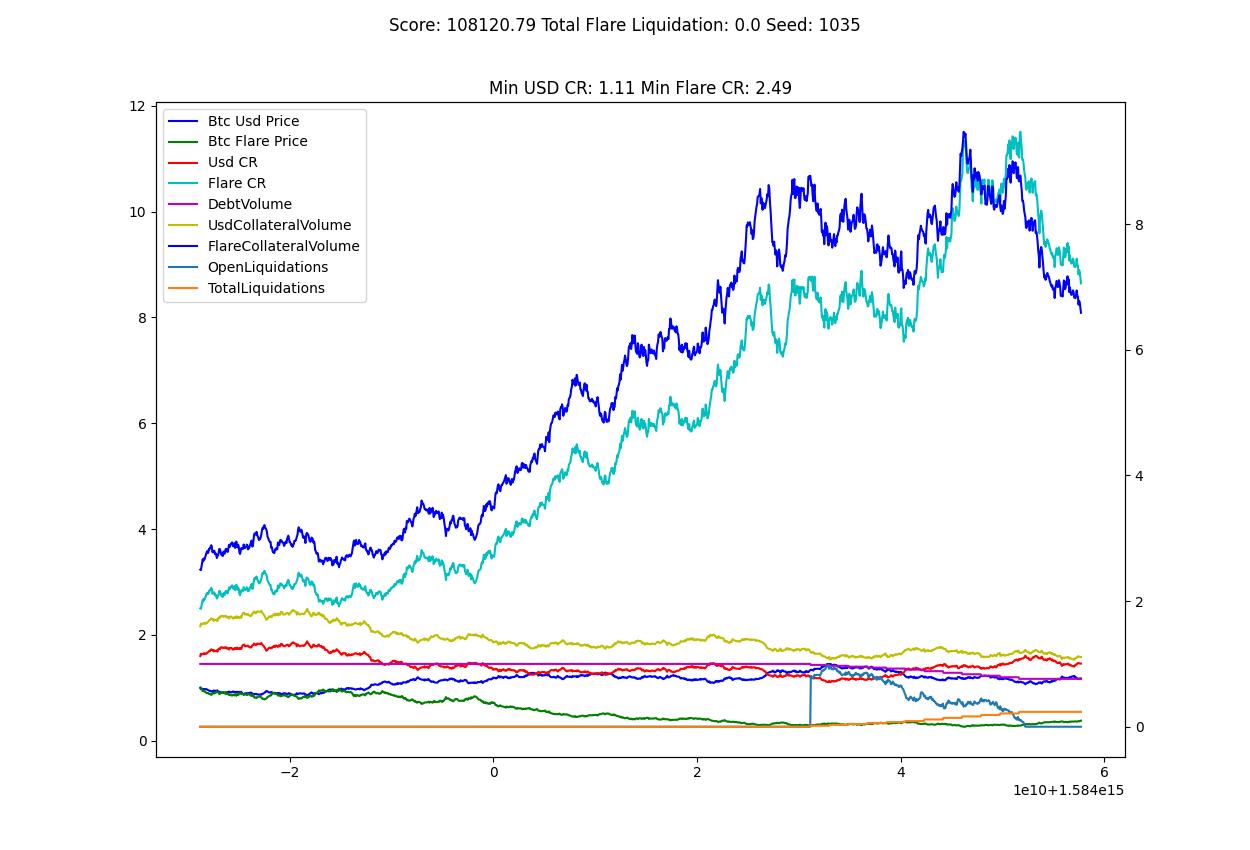 Score: 108120.79 Total Flare Liquidation: 0.0 Seed: 1035
Min USD CR: 1.11 Min Flare CR: 2.49
Btc Usd Price
Btc Flare Price
Usd CR
Flare CR
DebtVolume
UsdCollateralVolume
FlareCollateralVolume
OpenLiquidations
TotalLiquidations
12
10
8
6
4
2
0
8
6
4
2
0
−2
0
2
4
6
1e10+1.584e15